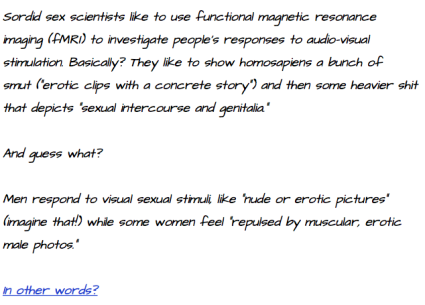 Sordid sex scientists like to use functional magnetic resonance
imaging (fMRI) to investigate people's responses to audio-visual
stimulation. Basically? They like to show homosapiens a bunch of
smut ("erotic clips with a concrete story") and then some heavier shit
that depicts "sexual intercourse and genitalia."
And guess what?
Men respond to visual sexual stimuli, like "nude or erotic pictures"
(imagine that!) while some women feel "repulsed by muscular, erotic
male photos."
In other words?